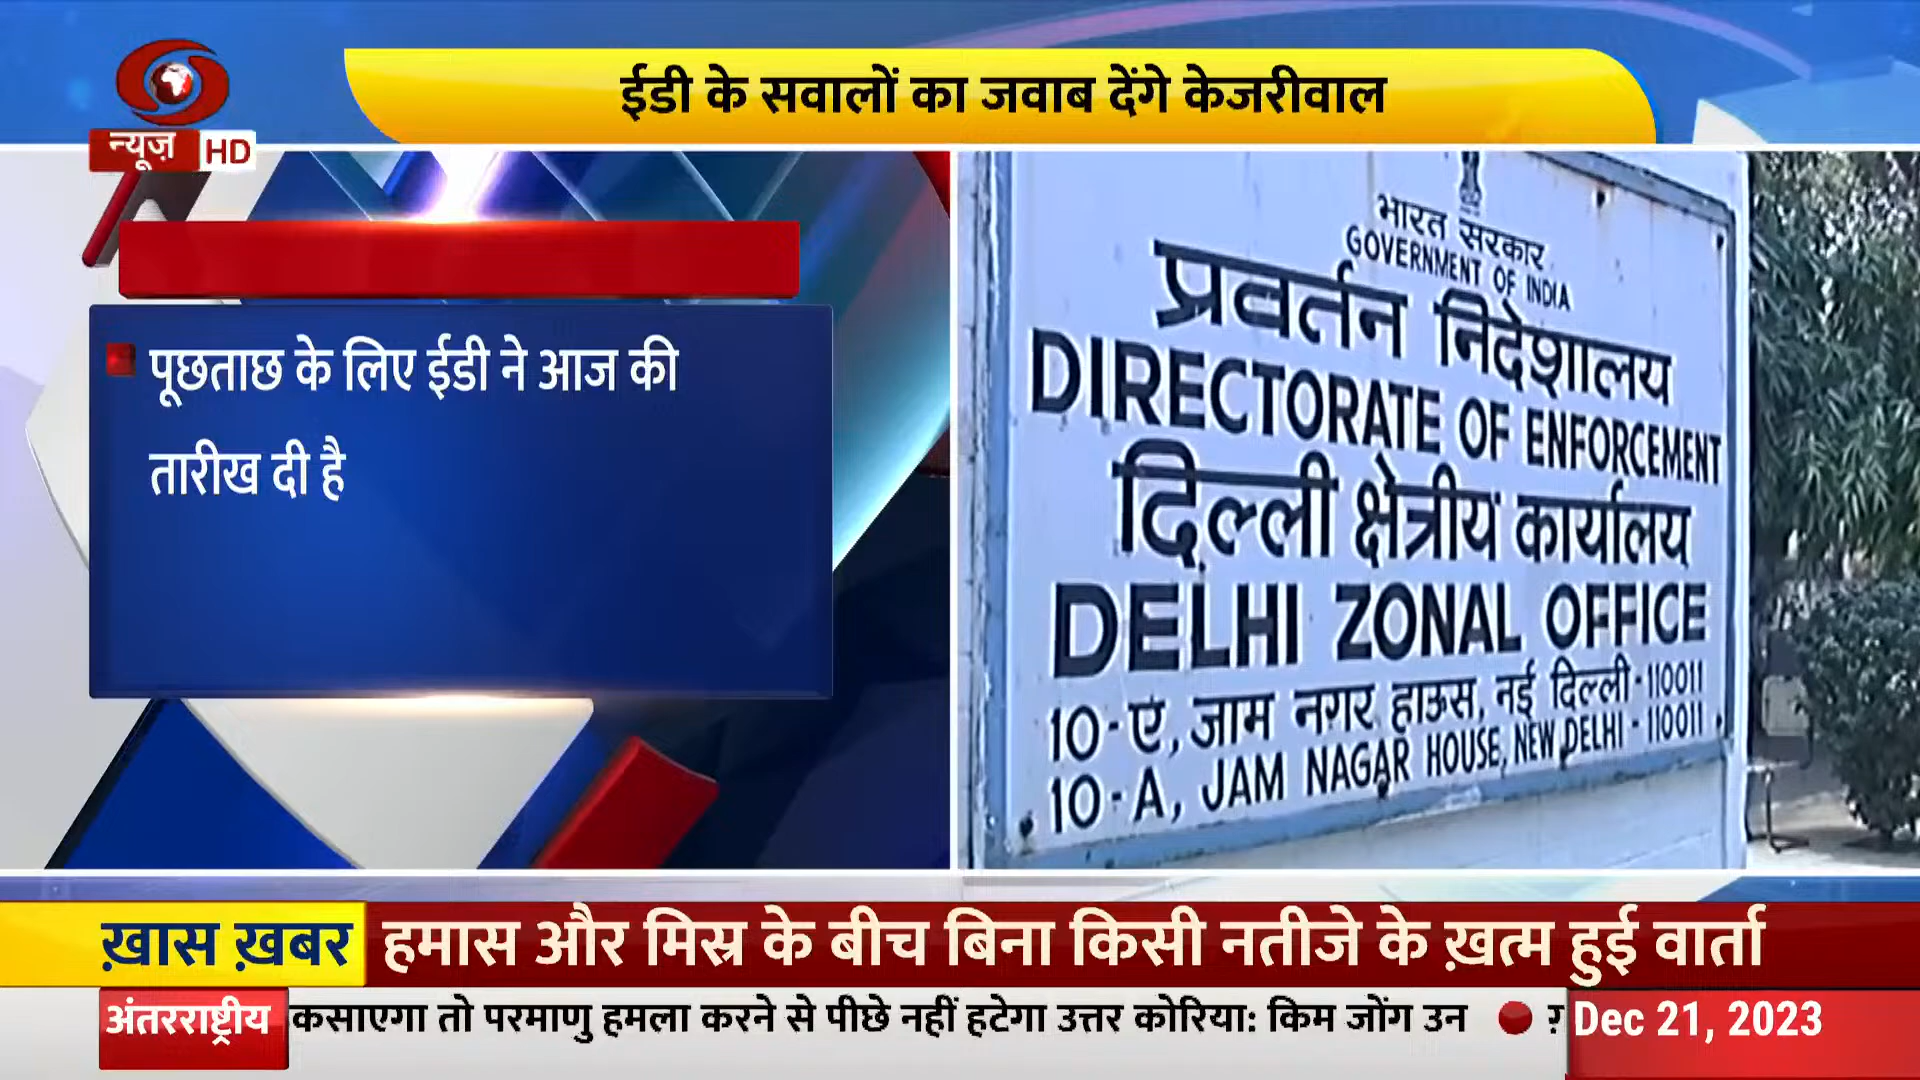 ईडी के सवालों का जवाब देंगे केजरीवाल
न्यूज़ HD
पूछताछ के लिए ईडी ने आज की
तारीख दी है
भारत सरकार
GOVERNMENT OF INDIA
प्रवर्तन निदेशालय
DIRECTORATE OF ENFORCEMENT
दिल्ली क्षेत्रीय कार्यालय
DELHI ZONAL OFFICE
10-ए, जाम नगर हाऊस, नई दिल्ली-110011
10-A, JAM NAGAR HOUSE, NEW DELHI - 110011
ख़ास ख़बर हमास और मिस्र के बीच बिना किसी नतीजे के ख़त्म हुई वार्ता
अंतरराष्ट्रीय कसाएगा तो परमाणु हमला करने से पीछे नहीं हटेगा उत्तर कोरिया: किम जोंग उन Dec 21, 2023